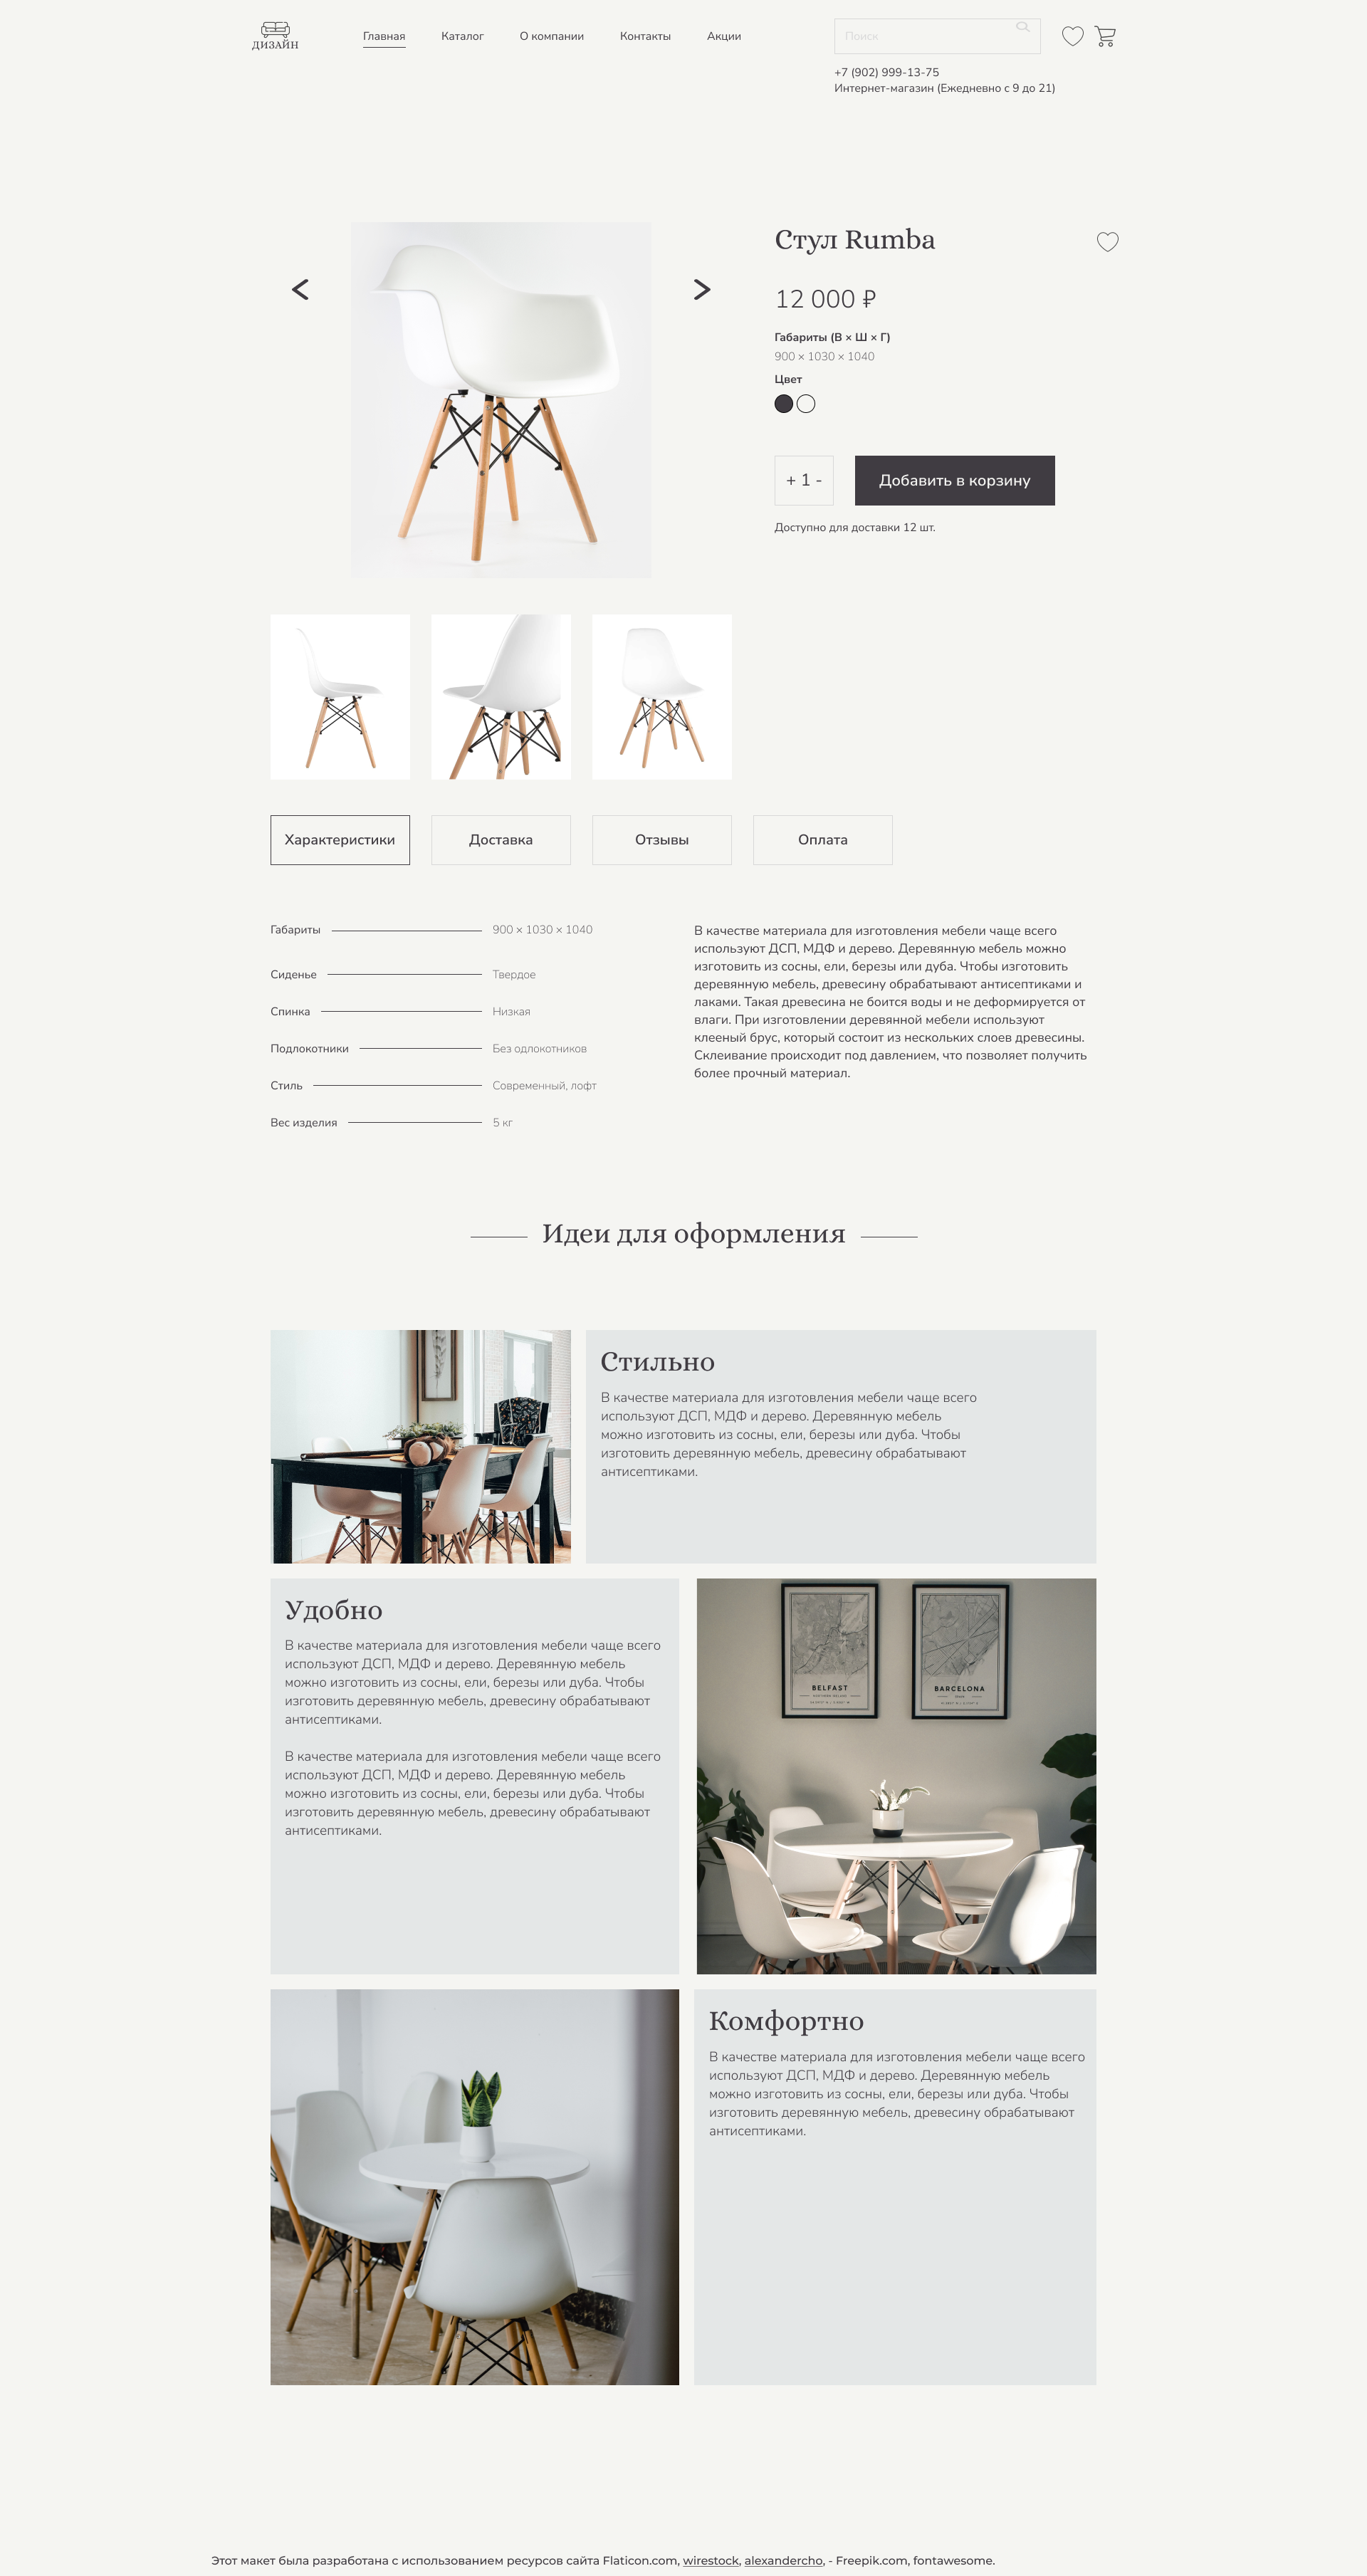 ДИЗАЙН
Главная
Каталог
О компании
Контакты
Акции
Поиск
+7 (902) 999-13-75
Интернет-магазин (Ежедневно с 9 до 21)
<
>
Стул Rumba
12 000 ₽
Габариты (В × Ш × Г)
900 × 1030 × 1040
Цвет
+ 1 -
Добавить в корзину
Доступно для доставки 12 шт.
Характеристики
Доставка
Отзывы
Оплата
Габариты 900 × 1030 × 1040
Сиденье Твердое
Спинка Низкая
Подлокотники Без одлокотников
Стиль Современный, лофт
Вес изделия 5 кг
В качестве материала для изготовления мебели чаще всего
используют ДСП, МДФ и дерево. Деревянную мебель можно
изготовить из сосны, ели, березы или дуба. Чтобы изготовить
деревянную мебель, древесину обрабатывают антисептиками и
лаками. Такая древесина не боится воды и не деформируется от
влаги. При изготовлении деревянной мебели используют
клееный брус, который состоит из нескольких слоев древесины.
Склеивание происходит под давлением, что позволяет получить
более прочный материал.
Идеи для оформления
Стильно
В качестве материала для изготовления мебели чаще всего
используют ДСП, МДФ и дерево. Деревянную мебель
можно изготовить из сосны, ели, березы или дуба. Чтобы
изготовить деревянную мебель, древесину обрабатывают
антисептиками.
Удобно
В качестве материала для изготовления мебели чаще всего
используют ДСП, МДФ и дерево. Деревянную мебель
можно изготовить из сосны, ели, березы или дуба. Чтобы
изготовить деревянную мебель, древесину обрабатывают
антисептиками.
В качестве материала для изготовления мебели чаще всего
используют ДСП, МДФ и дерево. Деревянную мебель
можно изготовить из сосны, ели, березы или дуба. Чтобы
изготовить деревянную мебель, древесину обрабатывают
антисептиками.
BELFAST
BARCELONA
Комфортно
В качестве материала для изготовления мебели чаще всего
используют ДСП, МДФ и дерево. Деревянную мебель
можно изготовить из сосны, ели, березы или дуба. Чтобы
изготовить деревянную мебель, древесину обрабатывают
антисептиками.
Этот макет была разработана с использованием ресурсов сайта Flaticon.com, wirestock, alexandercho, - Freepik.com, fontawesome.